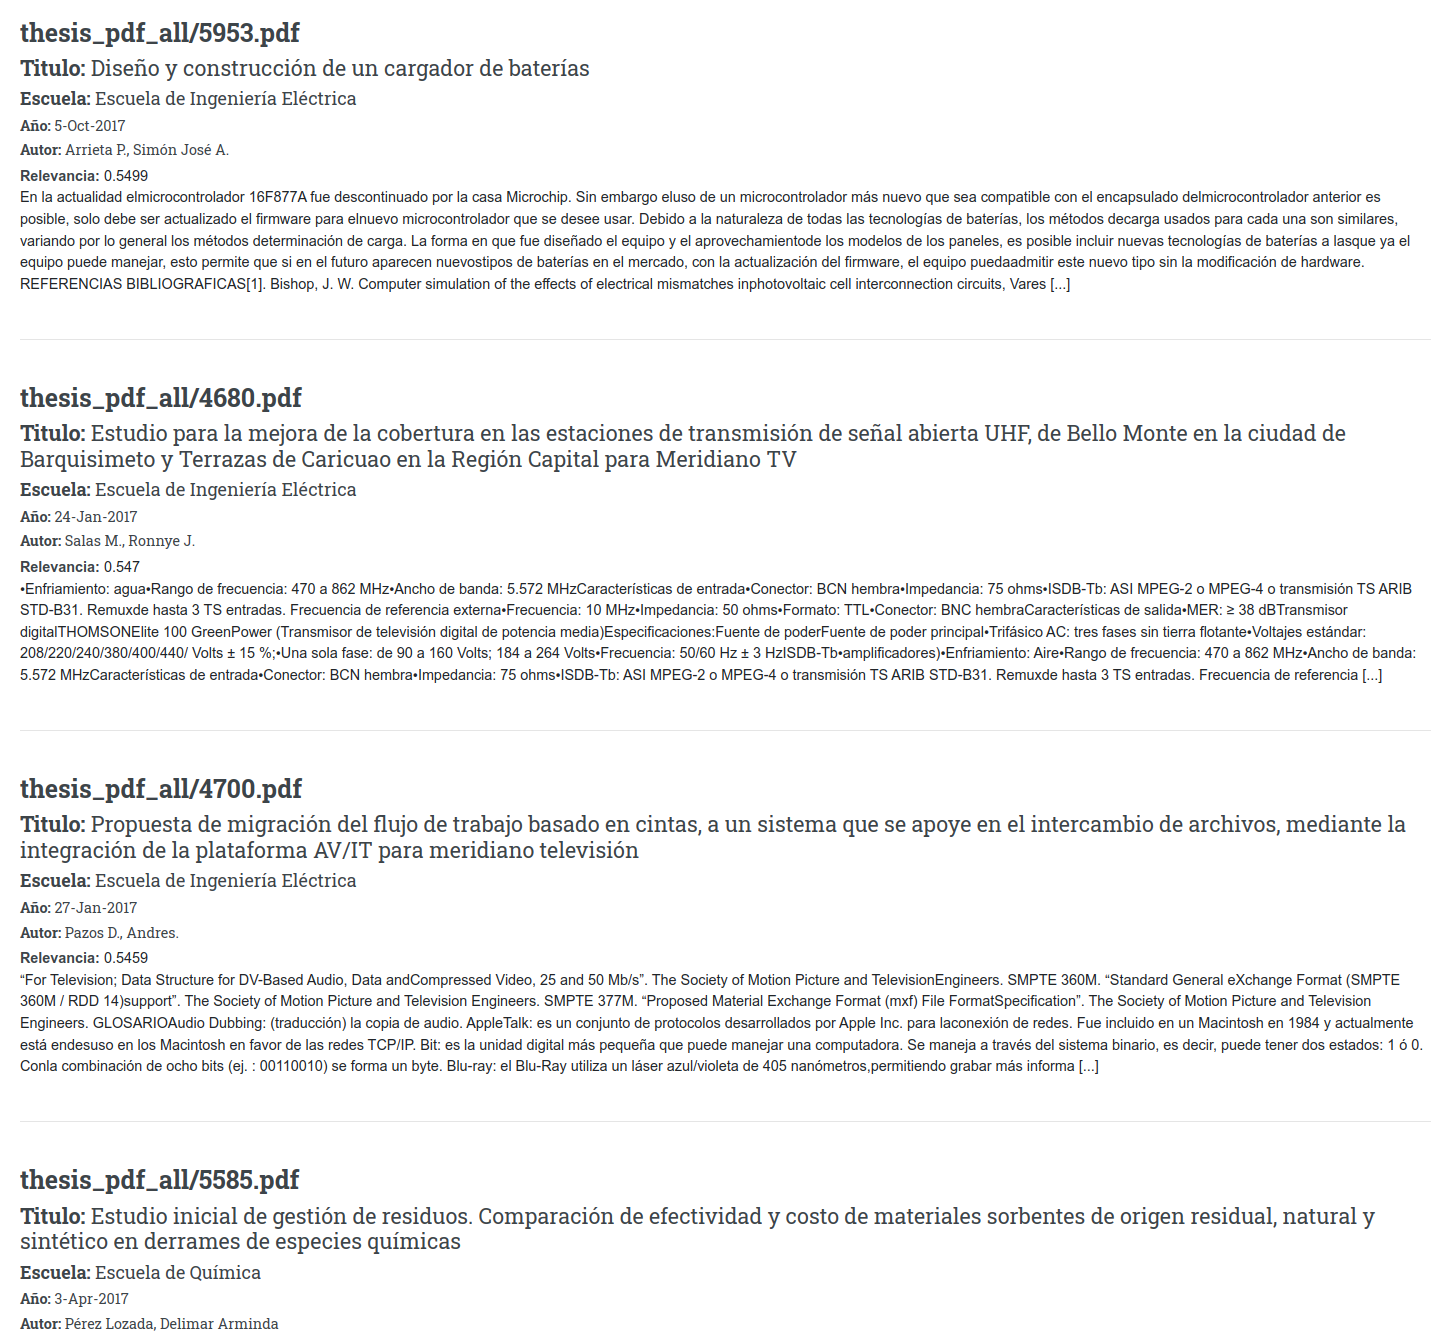 thesis_pdf_all/5953.pdf
Titulo: Diseño y construcción de un cargador de baterías
Escuela: Escuela de Ingeniería Eléctrica
Año: 5-Oct-2017
Autor: Arrieta P., Simón José A.
Relevancia: 0.5499
En la actualidad elmicrocontrolador 16F877A fue descontinuado por la casa Microchip. Sin embargo eluso de un microcontrolador más nuevo que sea compatible con el encapsulado delmicrocontrolador anterior es
posible, solo debe ser actualizado el firmware para elnuevo microcontrolador que se desee usar. Debido a la naturaleza de todas las tecnologías de baterías, los métodos decarga usados para cada una son similares,
variando por lo general los métodos determinación de carga. La forma en que fue diseñado el equipo y el aprovechamientode los modelos de los paneles, es posible incluir nuevas tecnologías de baterías a lasque ya el
equipo puede manejar, esto permite que si en el futuro aparecen nuevostipos de baterías en el mercado, con la actualización del firmware, el equipo puedaadmitir este nuevo tipo sin la modificación de hardware.
REFERENCIAS BIBLIOGRAFICAS[1]. Bishop, J. W. Computer simulation of the effects of electrical mismatches inphotovoltaic cell interconnection circuits, Vares [...]
thesis_pdf_all/4680.pdf
Titulo: Estudio para la mejora de la cobertura en las estaciones de transmisión de señal abierta UHF, de Bello Monte en la ciudad de
Barquisimeto y Terrazas de Caricuao en la Región Capital para Meridiano TV
Escuela: Escuela de Ingeniería Eléctrica
Año: 24-Jan-2017
Autor: Salas M., Ronnye J.
Relevancia: 0.547
•Enfriamiento: agua•Rango de frecuencia: 470 a 862 MHz•Ancho de banda: 5.572 MHzCaracterísticas de entrada•Conector: BCN hembra•Impedancia: 75 ohms•ISDB-Tb: ASI MPEG-2 o MPEG-4 o transmisión TS ARIB
STD-B31. Remuxde hasta 3 TS entradas. Frecuencia de referencia externa•Frecuencia: 10 MHz•Impedancia: 50 ohms•Formato: TTL•Conector: BNC hembraCaracterísticas de salida•MER: ≥ 38 dBTransmisor
digitalTHOMSONElite 100 GreenPower (Transmisor de televisión digital de potencia media)Especificaciones:Fuente de poderFuente de poder principal•Trifásico AC: tres fases sin tierra flotante•Voltajes estándar:
208/220/240/380/400/440/ Volts ± 15 %;•Una sola fase: de 90 a 160 Volts; 184 a 264 Volts•Frecuencia: 50/60 Hz ± 3 HzISDB-Tb•amplificadores)•Enfriamiento: Aire•Rango de frecuencia: 470 a 862 MHz•Ancho de banda:
5.572 MHzCaracterísticas de entrada•Conector: BCN hembra•Impedancia: 75 ohms•ISDB-Tb: ASI MPEG-2 o MPEG-4 o transmisión TS ARIB STD-B31. Remuxde hasta 3 TS entradas. Frecuencia de referencia [...]
thesis_pdf_all/4700.pdf
Titulo: Propuesta de migración del flujo de trabajo basado en cintas, a un sistema que se apoye en el intercambio de archivos, mediante la
integración de la plataforma AV/IT para meridiano televisión
Escuela: Escuela de Ingeniería Eléctrica
Año: 27-Jan-2017
Autor: Pazos D., Andres.
Relevancia: 0.5459
“For Television; Data Structure for DV-Based Audio, Data andCompressed Video, 25 and 50 Mb/s”. The Society of Motion Picture and TelevisionEngineers. SMPTE 360M. “Standard General eXchange Format (SMPTE
360M / RDD 14)support”. The Society of Motion Picture and Television Engineers. SMPTE 377M. “Proposed Material Exchange Format (mxf) File FormatSpecification”. The Society of Motion Picture and Television
Engineers. GLOSARIOAudio Dubbing: (traducción) la copia de audio. AppleTalk: es un conjunto de protocolos desarrollados por Apple Inc. para laconexión de redes. Fue incluido en un Macintosh en 1984 y actualmente
está endesuso en los Macintosh en favor de las redes TCP/IP. Bit: es la unidad digital más pequeña que puede manejar una computadora. Se maneja a través del sistema binario, es decir, puede tener dos estados: 1 ó 0.
Conla combinación de ocho bits (ej. : 00110010) se forma un byte. Blu-ray: el Blu-Ray utiliza un láser azul/violeta de 405 nanómetros,permitiendo grabar más informa [...]
thesis_pdf_all/5585.pdf
Titulo: Estudio inicial de gestión de residuos. Comparación de efectividad y costo de materiales sorbentes de origen residual, natural y
sintético en derrames de especies químicas
Escuela: Escuela de Química
Año: 3-Apr-2017
Autor: Pérez Lozada, Delimar Arminda